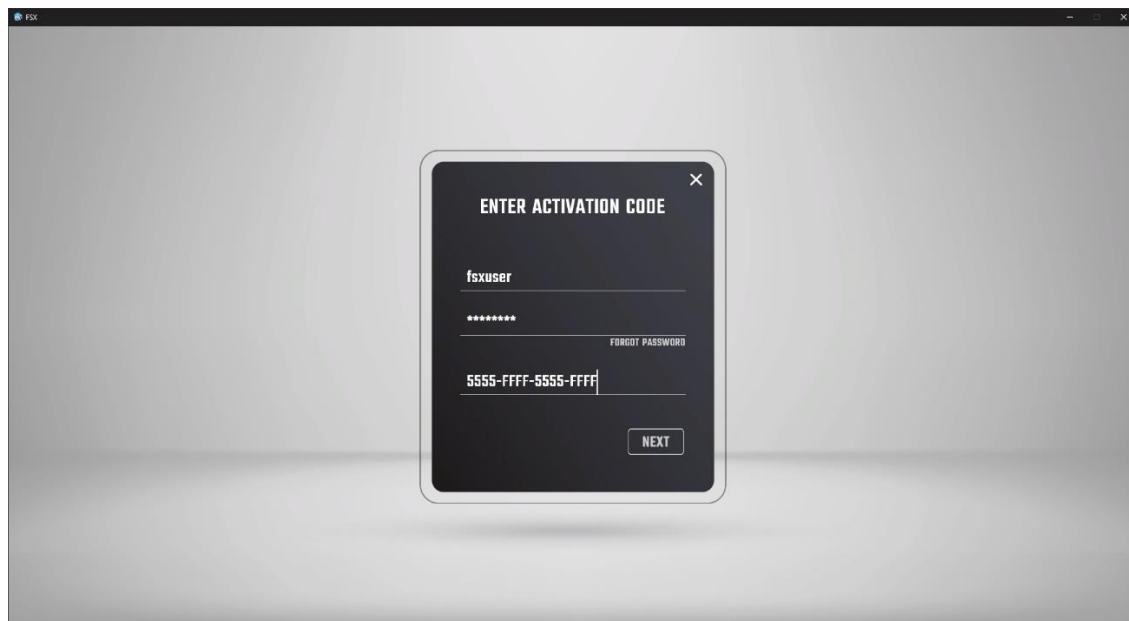 FSX
ENTER ACTIVATION CODE
fsxuser
********
FORGOT PASSWORD
5555-FFFF-5555-FFFF
NEXT